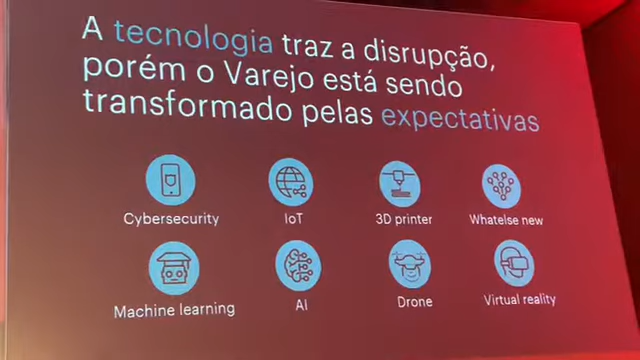 A tecnologia traz a disrupção,
porém o Varejo está sendo
transformado pelas expectativas
Cybersecurity
IoT
3D printer
Whatelse new
Machine learning
AI
Drone
Virtual reality